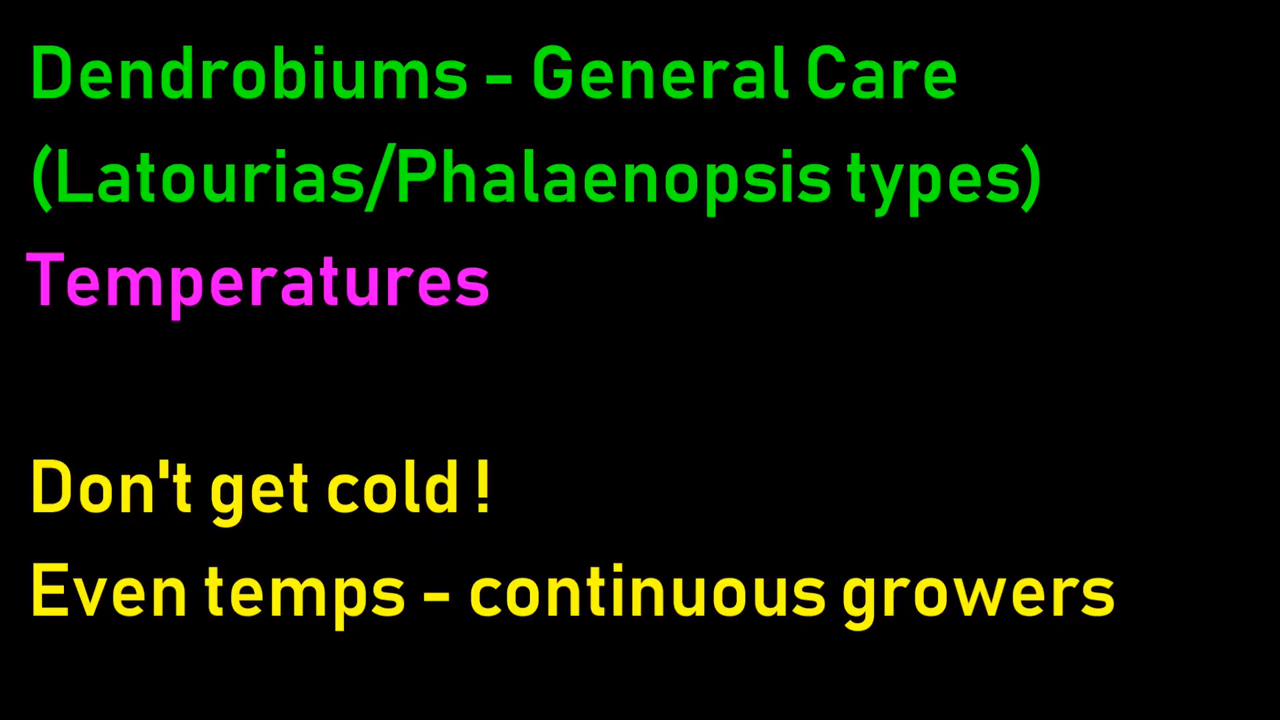 Dendrobiums - General Care
(Latourias/Phalaenopsis types)
Temperatures
Don't get cold !
Even temps - continuous growers